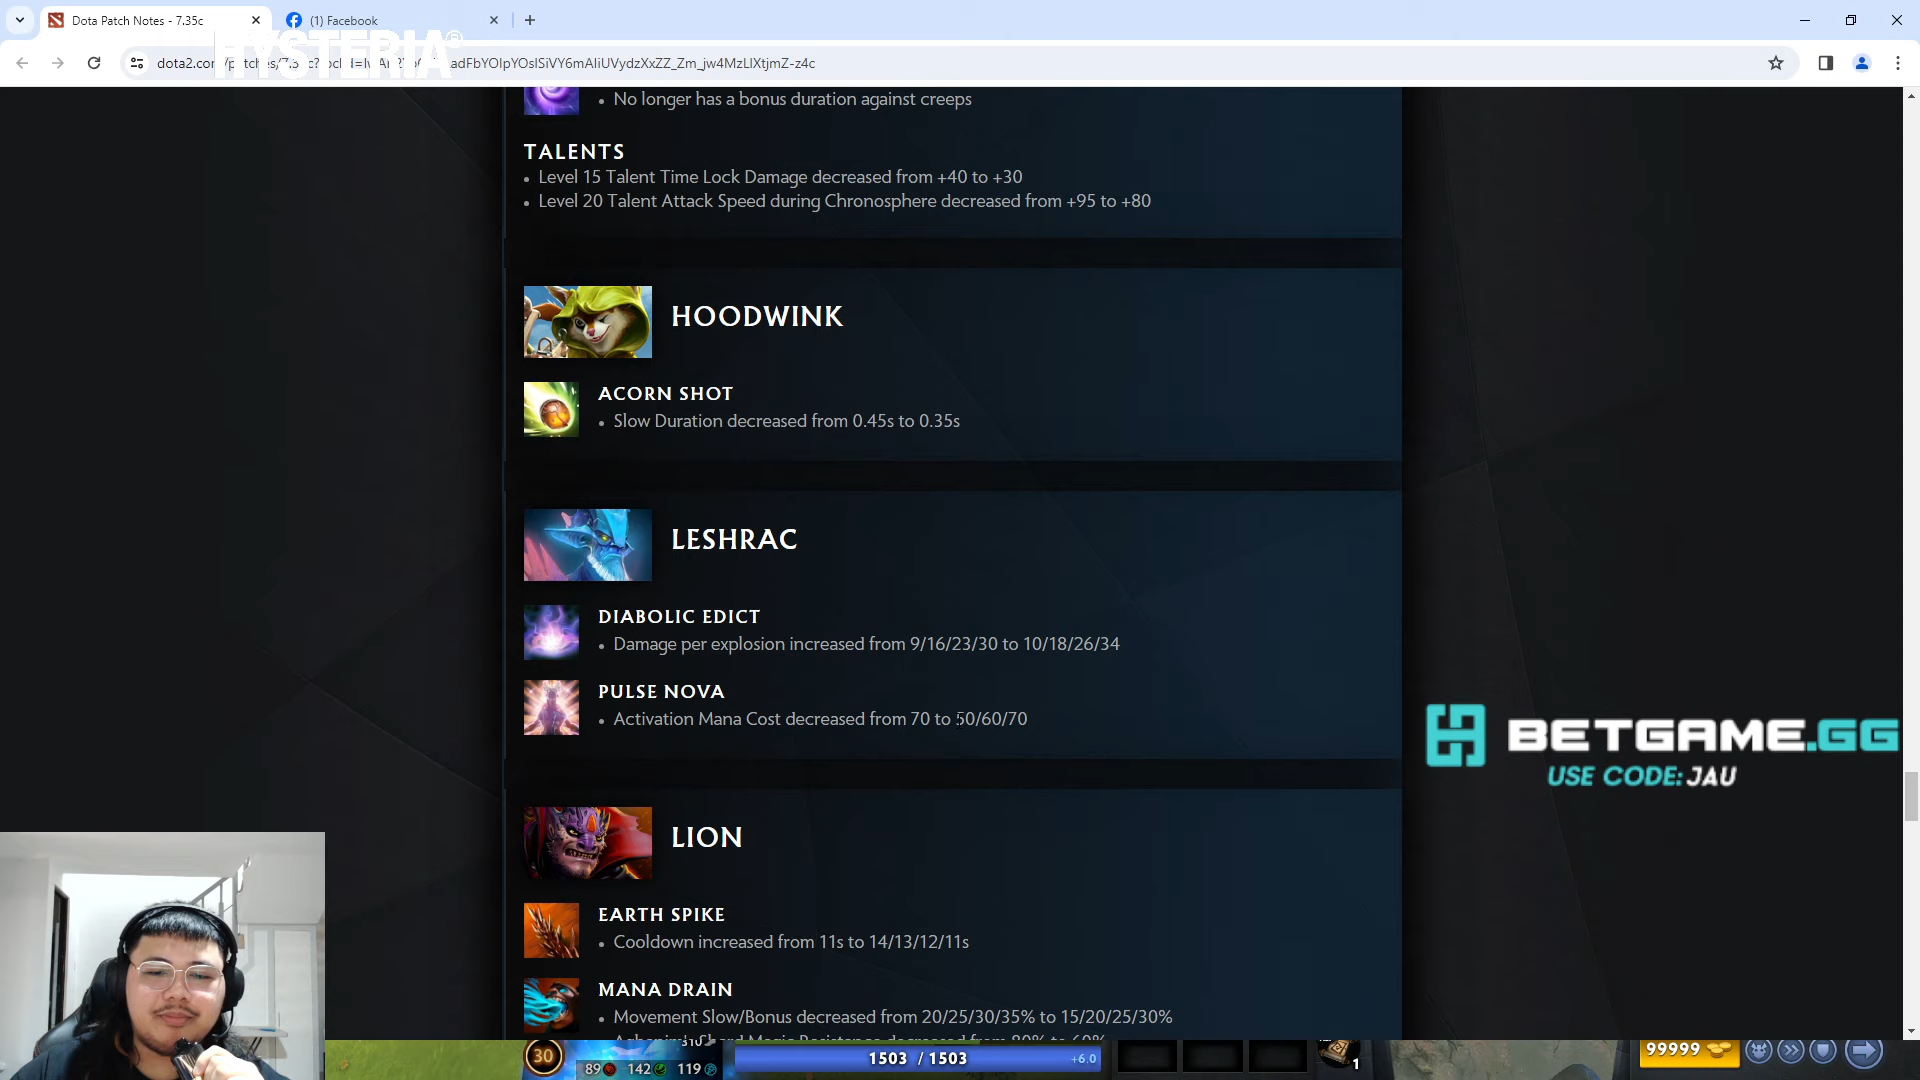 Dota Patch Notes - 7.35c
(1) Facebook
HYSTERIA®
No longer has a bonus duration against creeps
TALENTS
• Level 15 Talent Time Lock Damage decreased from +40 to +30
• Level 20 Talent Attack Speed during Chronosphere decreased from +95 to +80
HOODWINK
ACORN SHOT
• Slow Duration decreased from 0.45s to 0.35s
LESHRAC
DIABOLIC EDICT
• Damage per explosion increased from 9/16/23/30 to 10/18/26/34
PULSE NOVA
• Activation Mana Cost decreased from 70 to 50/60/70
BETGAME.GG
USE CODE: JAU
LION
EARTH SPIKE
• Cooldown increased from 11s to 14/13/12/11s
MANA DRAIN
• Movement Slow/Bonus decreased from 20/25/30/35% to 15/20/25/30%
30
89 142 119
1503 / 1503
+6.0
1
99999